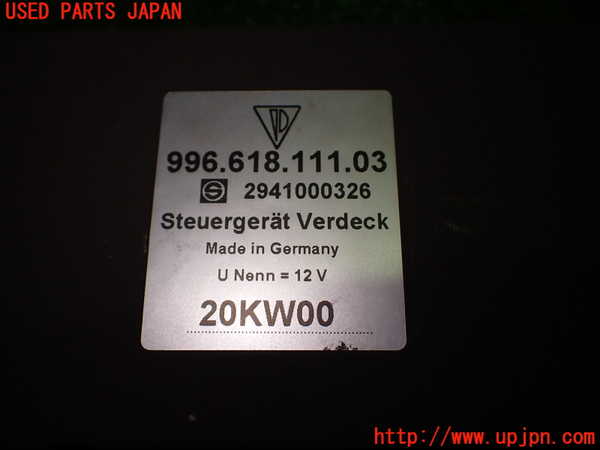 USED PARTS JAPAN
996.618.111.03
2941000326
Steuergerät Verdeck
Made in Germany
U Nenn = 12 V
20KW00
http://www.upjpn.com/